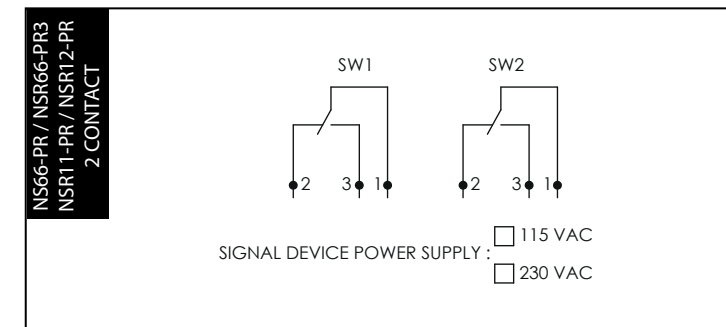 NS66-PR / NSR66-PR3
NSR11-PR / NSR12-PR
2 CONTACT
SW1 SW2
2 3 1 2 3 1
SIGNAL DEVICE POWER SUPPLY :
115 VAC
230 VAC